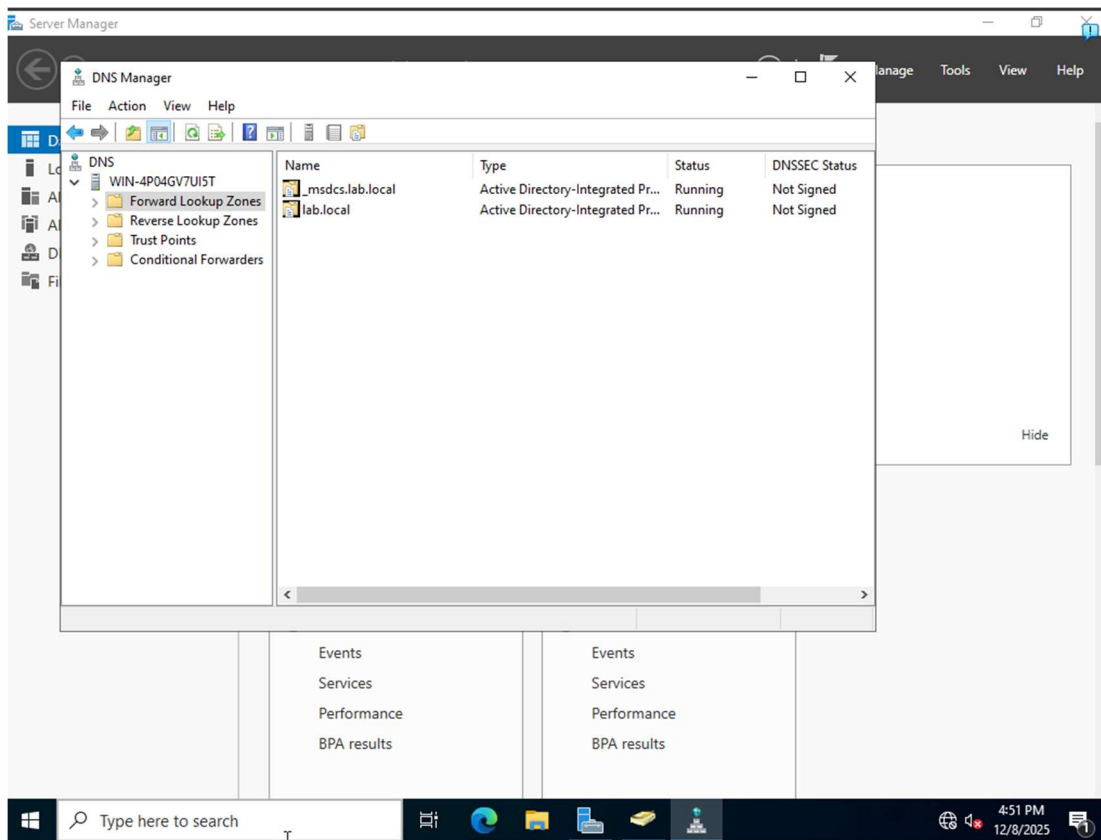 Server Manager
Manage Tools View Help
DNS Manager
File Action View Help
DNS
WIN-4P04GV7UI5T
Forward Lookup Zones
Reverse Lookup Zones
Trust Points
Conditional Forwarders
Name Type Status DNSSEC Status
_msdcs.lab.local Active Directory-Integrated Pr... Running Not Signed
lab.local Active Directory-Integrated Pr... Running Not Signed
Hide
Events
Services
Performance
BPA results
Events
Services
Performance
BPA results
Type here to search
4:51 PM
12/8/2025
1